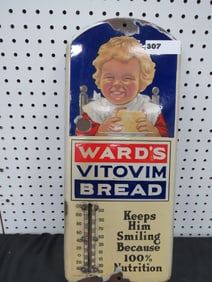 307
WARD'S
VITOVIM
BREAD
Keeps
Him
Smiling
Because
100%
Nutrition